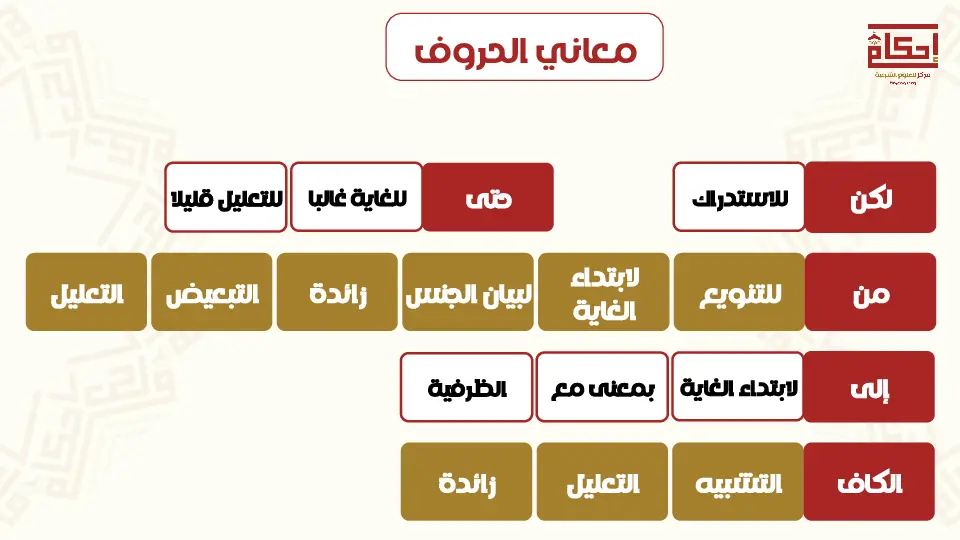 معاني الحروف
إحكام
مركز للعلوم الشرعية
لكن
للاستدراك
حتى
للغاية غالبا
للتعليل قليلا
من
للتنويع
لابتداء
الغاية
لبيان الجنس
زائدة
التبعيض
التعليل
إلى
لابتداء الغاية
بمعنى مع
الظرفية
الكاف
التشبيه
التعليل
زائدة